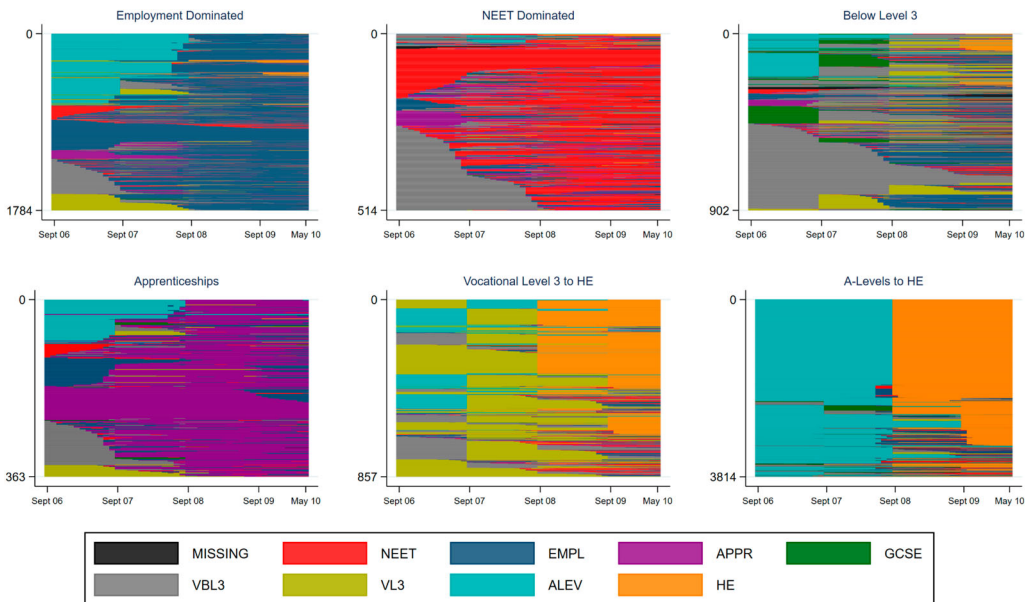 Employment Dominated
NEET Dominated
Below Level 3
0
0
0
1784
514
902
Sept 06 Sept 07 Sept 08 Sept 09 May 10
Sept 06 Sept 07 Sept 08 Sept 09 May 10
Sept 06 Sept 07 Sept 08 Sept 09 May 10
Apprenticeships
Vocational Level 3 to HE
A-Levels to HE
0
0
0
363
857
3814
Sept 06 Sept 07 Sept 08 Sept 09 May 10
Sept 06 Sept 07 Sept 08 Sept 09 May 10
Sept 06 Sept 07 Sept 08 Sept 09 May 10
MISSING NEET EMPL APPR GCSE
VBL3 VL3 ALEV HE